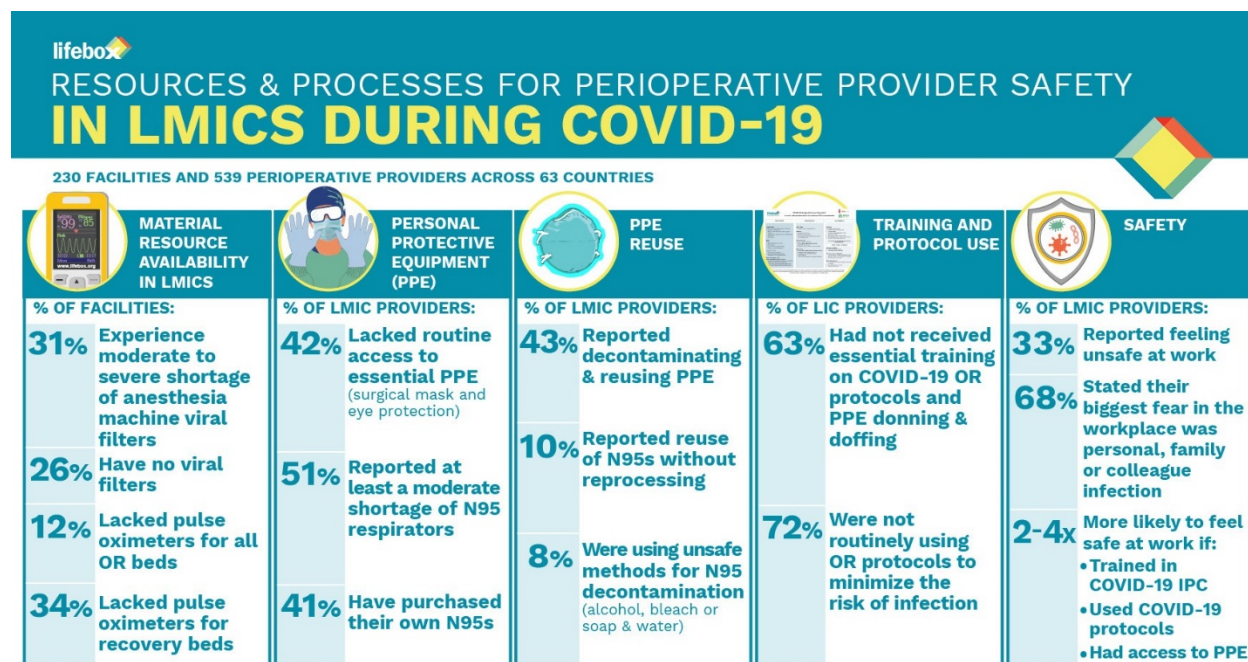 lifebox
RESOURCES & PROCESSES FOR PERIOPERATIVE PROVIDER SAFETY
IN LMICS DURING COVID-19
230 FACILITIES AND 539 PERIOPERATIVE PROVIDERS ACROSS 63 COUNTRIES
99 85
www.lifebox.org
MATERIAL
RESOURCE
AVAILABILITY
IN LMICS
% OF FACILITIES:
31% Experience
moderate to
severe shortage
of anesthesia
machine viral
filters
26% Have no viral
filters
12% Lacked pulse
oximeters for all
OR beds
34% Lacked pulse
oximeters for
recovery beds
PERSONAL
PROTECTIVE
EQUIPMENT
(PPE)
% OF LMIC PROVIDERS:
42% Lacked routine
access to
essential PPE
(surgical mask and
eye protection)
51% Reported at
least a moderate
shortage of N95
respirators
41% Have purchased
their own N95s
PPE
REUSE
% OF LMIC PROVIDERS:
43% Reported
decontaminating
& reusing PPE
10% Reported reuse
of N95s without
reprocessing
8% Were using unsafe
methods for N95
decontamination
(alcohol, bleach or
soap & water)
TRAINING AND
PROTOCOL USE
% OF LIC PROVIDERS:
63% Had not received
essential training
on COVID-19 OR
protocols and
PPE donning &
doffing
72% Were not
routinely using
OR protocols to
minimize the
risk of infection
SAFETY
% OF LMIC PROVIDERS:
33% Reported feeling
unsafe at work
68% Stated their
biggest fear in the
workplace was
personal, family
or colleague
infection
2-4x More likely to feel
safe at work if:
• Trained in
COVID-19 IPC
• Used COVID-19
protocols
• Had access to PPE